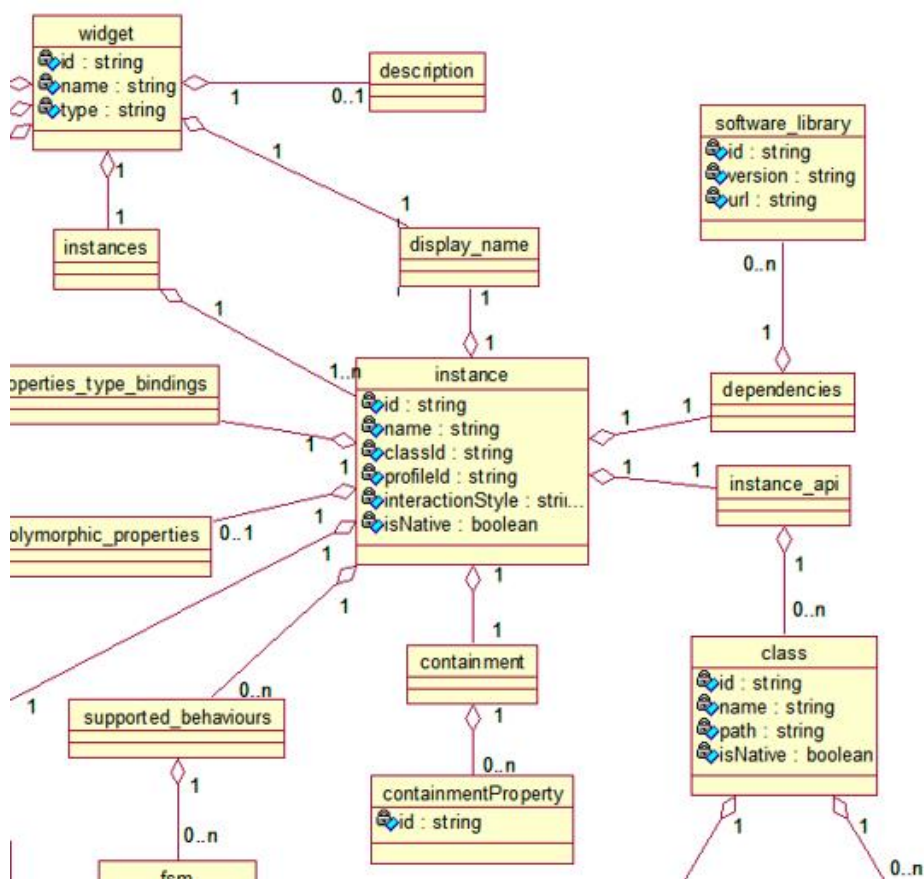 widget
id : string
name : string
type : string
description
1
0..1
software_library
id : string
version : string
url : string
1
1
1
1
instances
display_name
0..n
1
1
1
1
1..n
instance
id : string
name : string
classId : string
profileId : string
interactionStyle : strin...
isNative : boolean
operties_type_bindings
1
dependencies
1
1
1
1
instance_api
1
olymorphic_properties
0..1
1
1
1
1
1
0..n
1
containment
class
id : string
name : string
path : string
isNative : boolean
1
0..n
supported_behaviours
1
1
0..n
containmentProperty
id : string
0..n
1
1
0..n
fsm